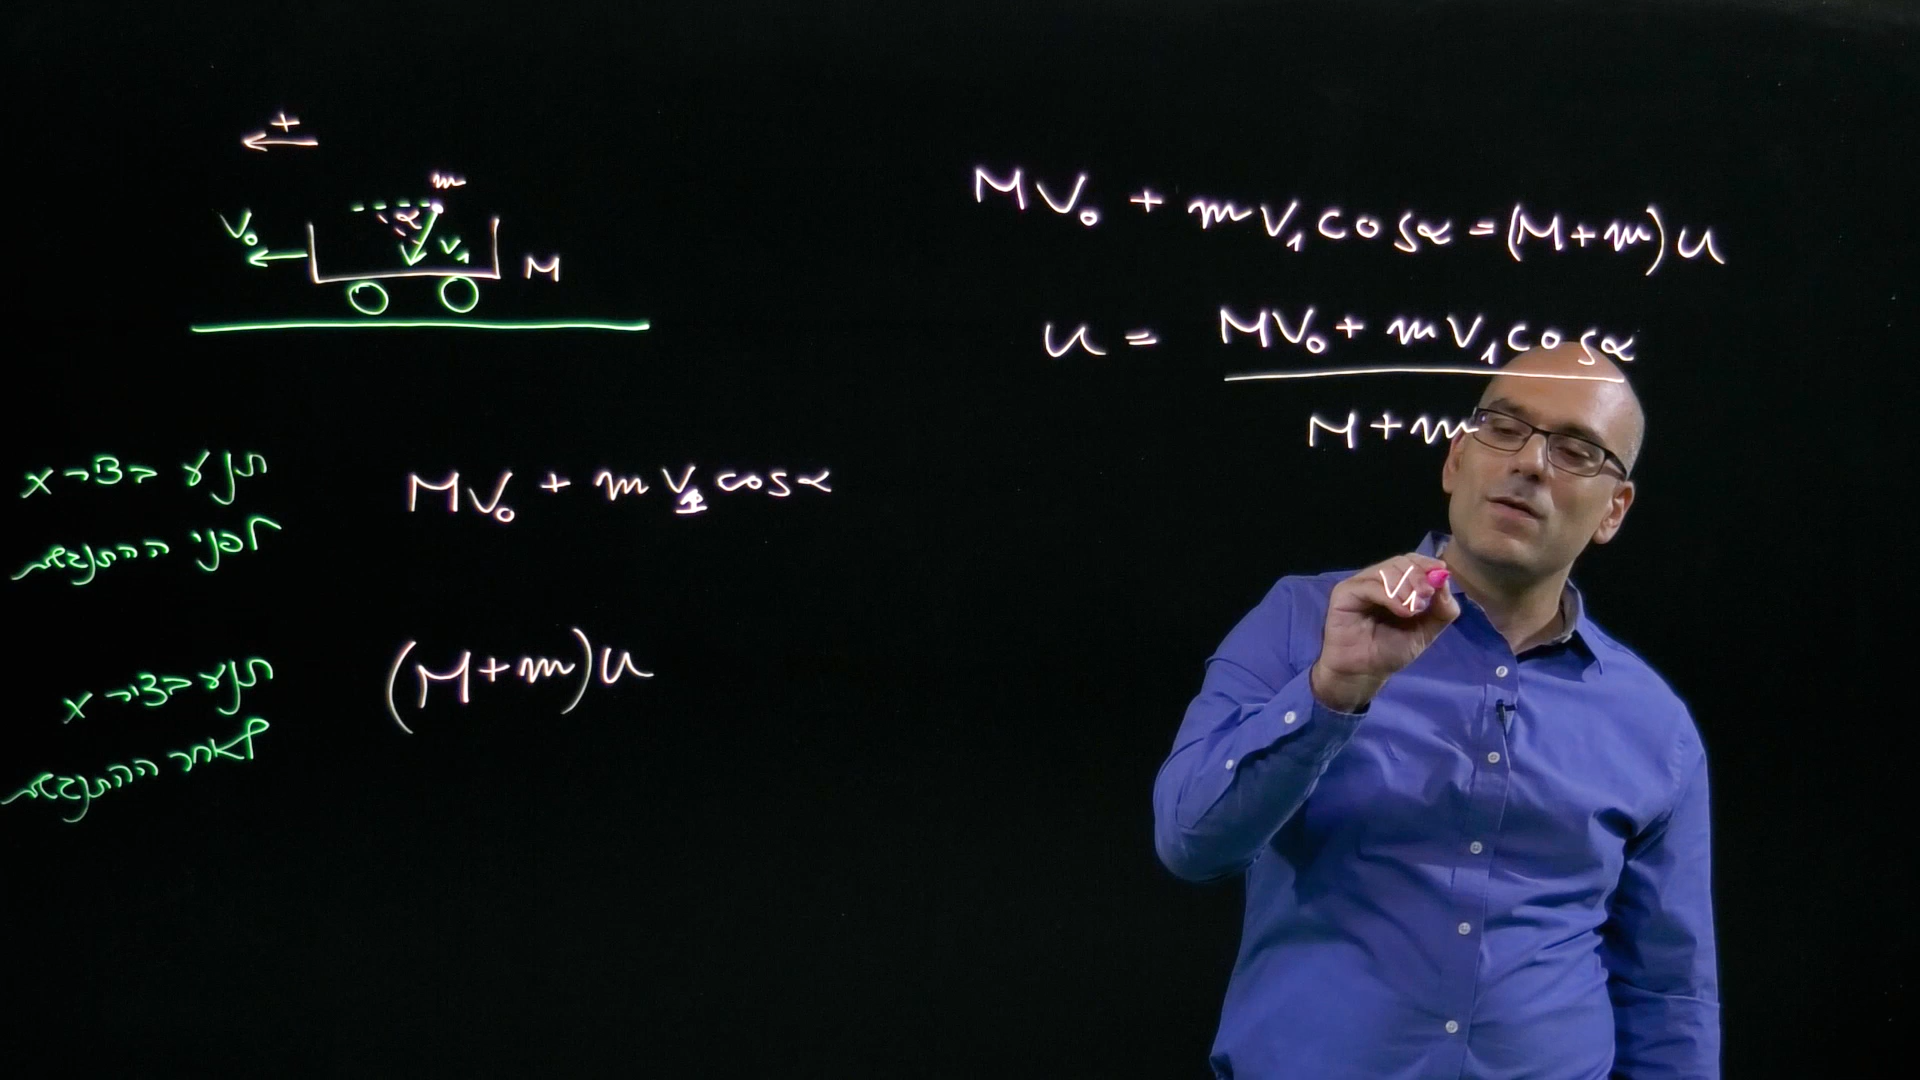 +
m
α
V₀
V₁
M
MV₀ + mV₁cosα = (M+m)u
u = MV₀ + mV₁cosα
M+m
V₁
תנע בציר x
לפני ההתנגשות
MV₀ + mV₁cosα
תנע בציר x
לאחר ההתנגשות
(M+m)u